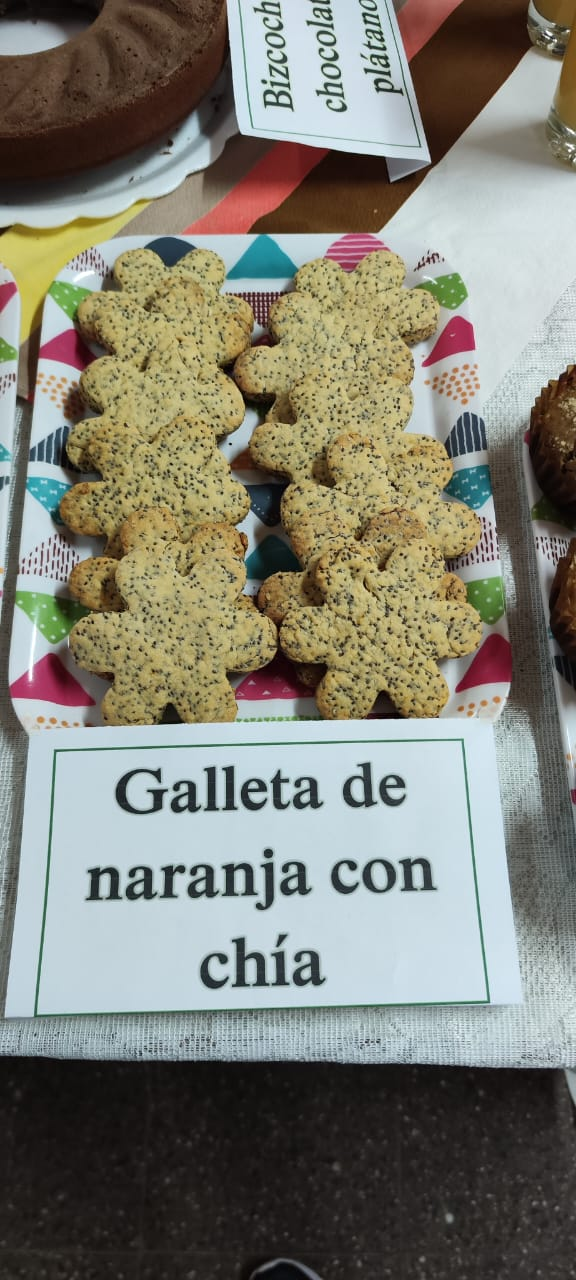 chocolat
plátano
Galleta de
naranja con
chía